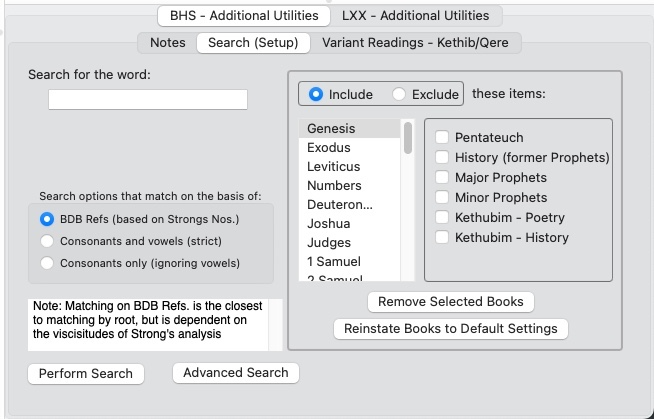 BHS - Additional Utilities
LXX - Additional Utilities
Notes
Search (Setup)
Variant Readings - Kethib/Qere
Search for the word:
Search options that match on the basis of:
BDB Refs (based on Strongs Nos.)
Consonants and vowels (strict)
Consonants only (ignoring vowels)
Note: Matching on BDB Refs. is the closest
to matching by root, but is dependent on
the viscisitudes of Strong's analysis
Perform Search
Advanced Search
Include
Exclude
these items:
Genesis
Exodus
Leviticus
Numbers
Deuteron...
Joshua
Judges
1 Samuel
2 Samuel
Pentateuch
History (former Prophets)
Major Prophets
Minor Prophets
Kethubim - Poetry
Kethubim - History
Remove Selected Books
Reinstate Books to Default Settings